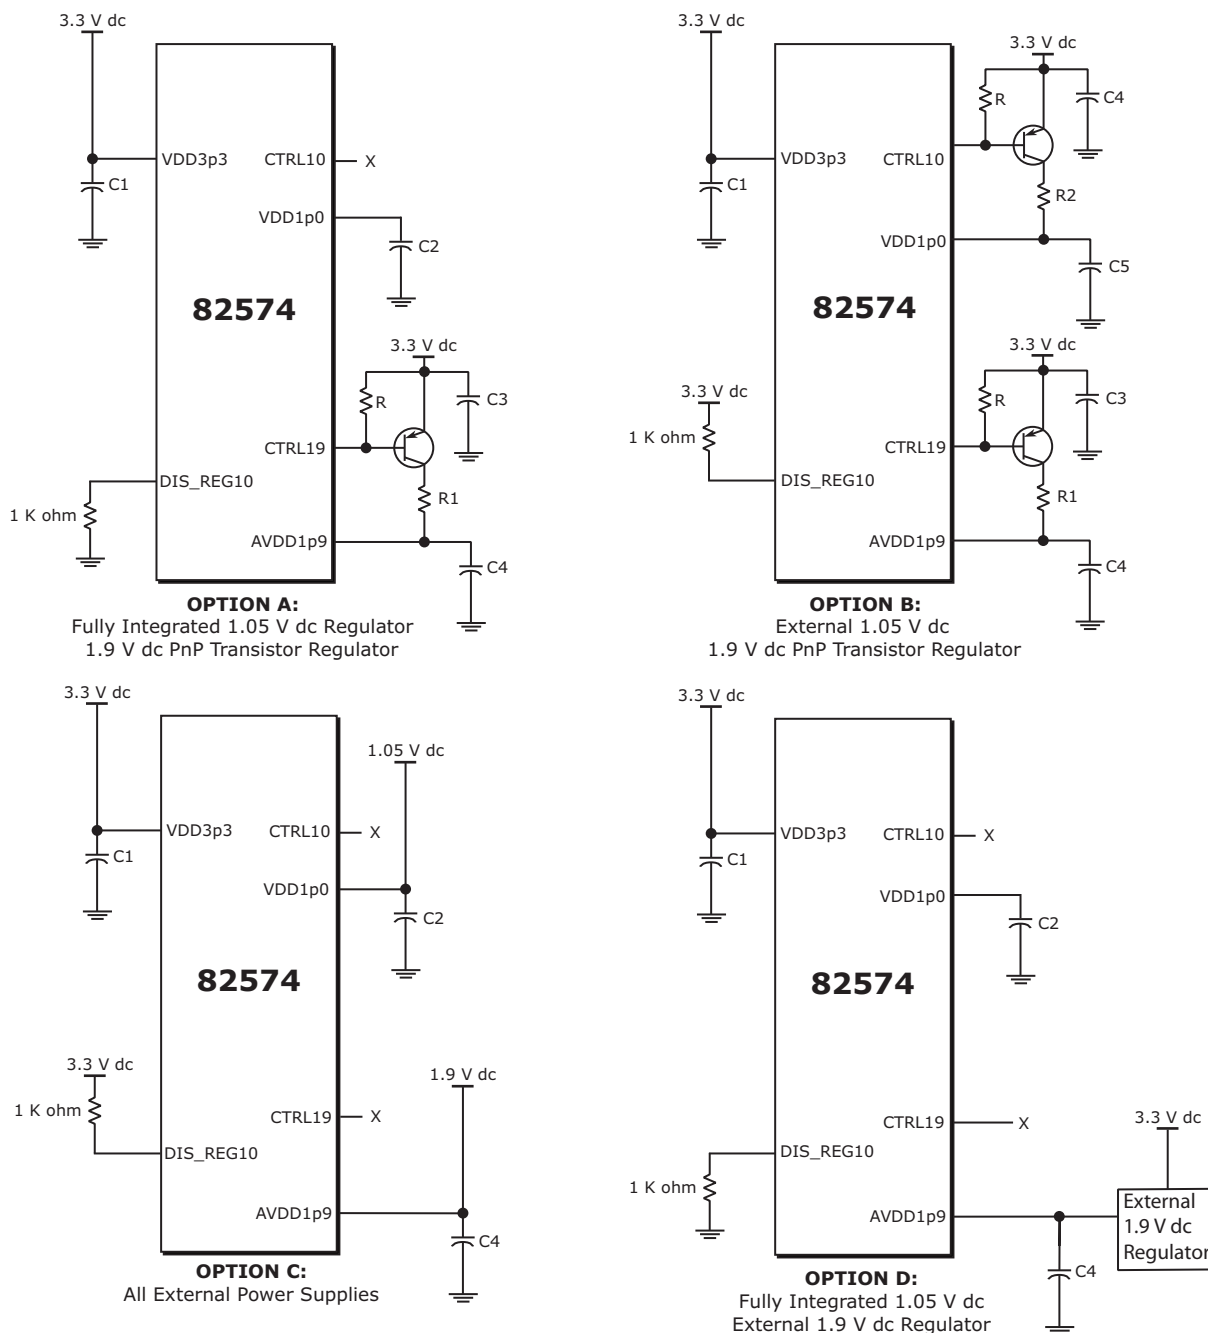 3.3 V dc
VDD3p3
CTRL10
X
C1
VDD1p0
C2
82574
3.3 V dc
R
C3
CTRL19
DIS_REG10
R1
1 K ohm
AVDD1p9
C4
OPTION A:
Fully Integrated 1.05 V dc Regulator
1.9 V dc PnP Transistor Regulator
3.3 V dc
3.3 V dc
R
C4
VDD3p3
CTRL10
C1
R2
VDD1p0
C5
82574
3.3 V dc
3.3 V dc
R
C3
1 K ohm
CTRL19
DIS_REG10
R1
AVDD1p9
C4
OPTION B:
External 1.05 V dc
1.9 V dc PnP Transistor Regulator
3.3 V dc
1.05 V dc
VDD3p3
CTRL10
X
C1
VDD1p0
C2
82574
3.3 V dc
1.9 V dc
1 K ohm
CTRL19
X
DIS_REG10
AVDD1p9
C4
OPTION C:
All External Power Supplies
3.3 V dc
VDD3p3
CTRL10
X
C1
VDD1p0
C2
82574
CTRL19
X
3.3 V dc
DIS_REG10
1 K ohm
AVDD1p9
External
1.9 V dc
Regulator
C4
OPTION D:
Fully Integrated 1.05 V dc
External 1.9 V dc Regulator